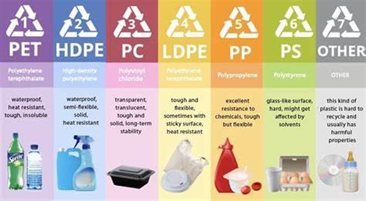 1 2 3 4 5 6 7
PET HDPE PC LDPE PP PS OTHER
Polyethylene terephthalate
High-density polyethylene
Polyvinyl chloride
Polyethylene terephthalate
Polypropylene
Polystyrene
OTHER
waterproof,
heat resistant,
tough, insoluble
waterproof,
semi-flexible,
solid,
heat resistant
transparent,
translucent,
tough and
solid, long-term
stability
tough and
flexible,
sometimes with
sticky surface,
heat resistant
excellent
resistance to
chemicals, tough
but flexible
glass-like surface,
hard, might get
affected by
solvents
this kind of
plastic is hard to
recycle and
usually has
harmful
properties
Sprite